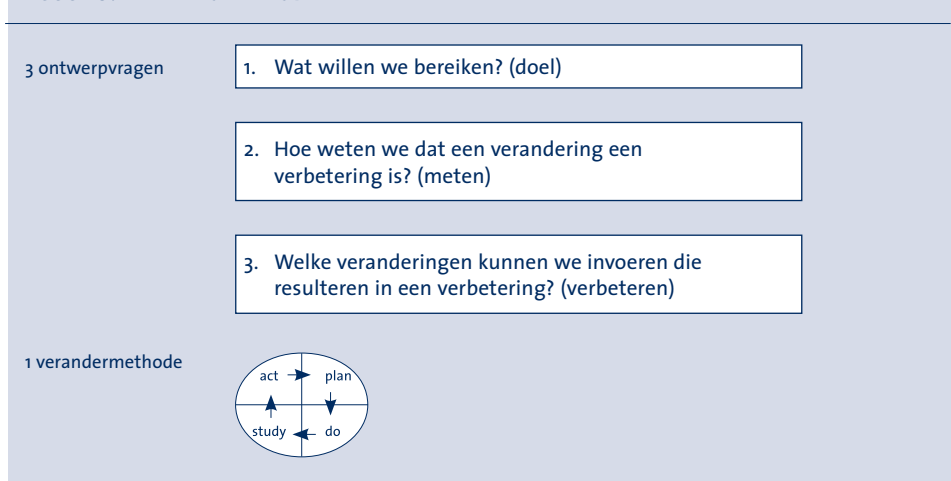 3 ontwerpvragen
1. Wat willen we bereiken? (doel)
2. Hoe weten we dat een verandering een
verbetering is? (meten)
3. Welke veranderingen kunnen we invoeren die
resulteren in een verbetering? (verbeteren)
1 verandermethode
act plan
study do